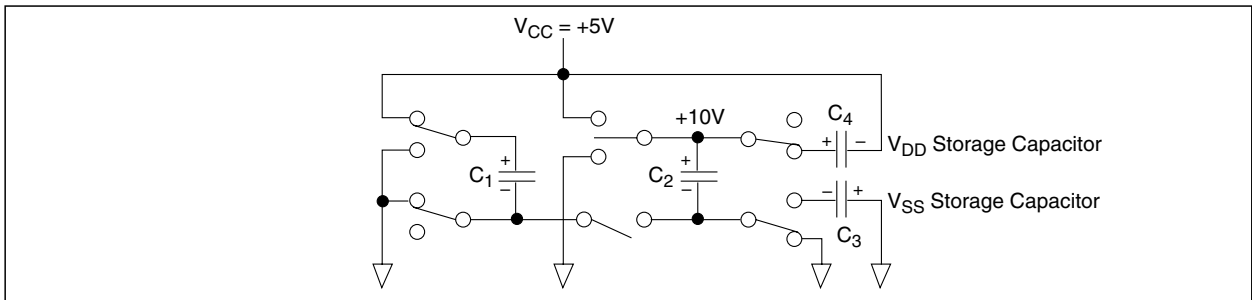 V_CC = +5V
+10V
C_4
+ −
V_DD Storage Capacitor
+
C_1
−
+
C_2
−
− +
V_SS Storage Capacitor
C_3